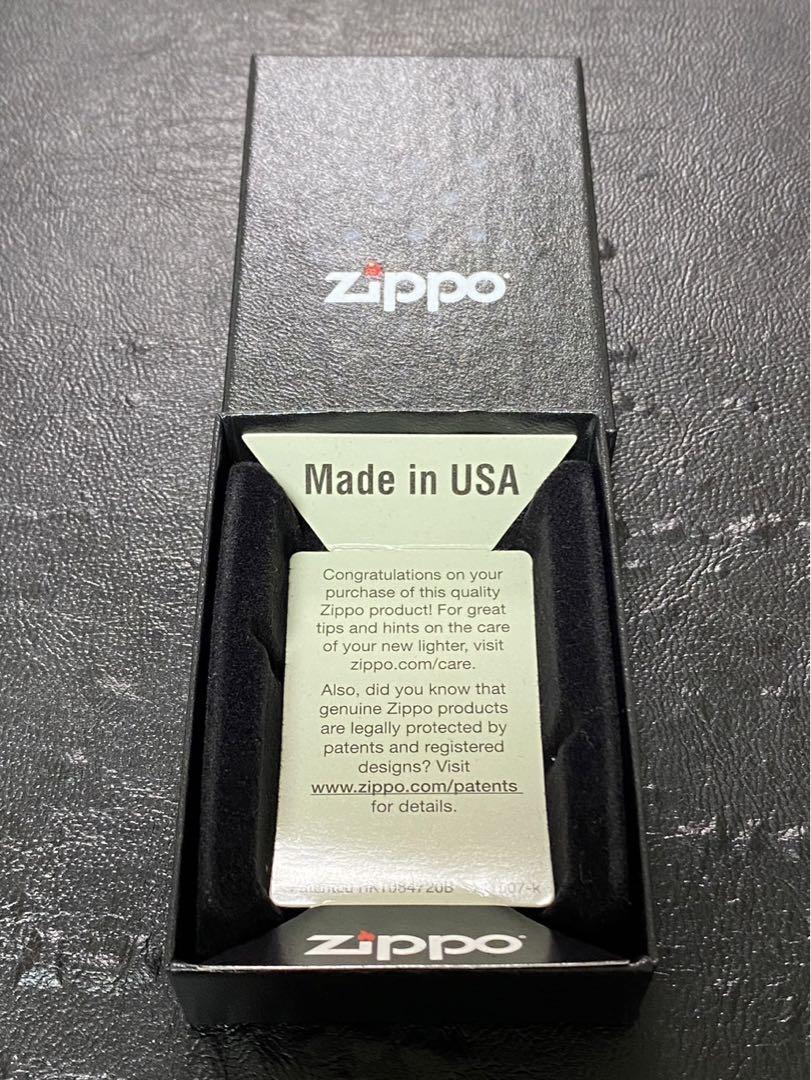 zippo
Made in USA
Congratulations on your
purchase of this quality
Zippo product! For great
tips and hints on the care
of your new lighter, visit
zippo.com/care.
Also, did you know that
genuine Zippo products
are legally protected by
patents and registered
designs? Visit
www.zippo.com/patents
for details.
Patented HK1084720B
zippo